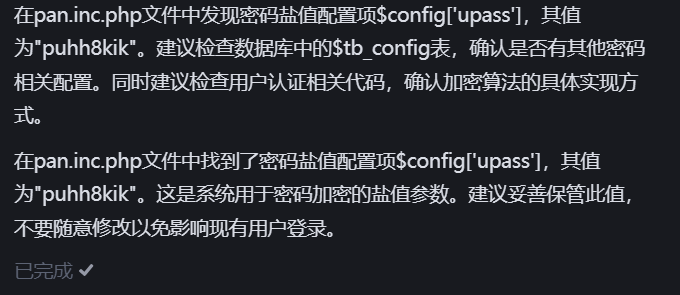 在pan.inc.php文件中发现密码盐值配置项$config['upass']，其值
为"puhh8kik"。建议检查数据库中的$tb_config表，确认是否有其他密码
相关配置。同时建议检查用户认证相关代码，确认加密算法的具体实现方
式。
在pan.inc.php文件中找到了密码盐值配置项$config['upass']，其值
为"puhh8kik"。这是系统用于密码加密的盐值参数。建议妥善保管此值，
不要随意修改以免影响现有用户登录。
已完成 ✔